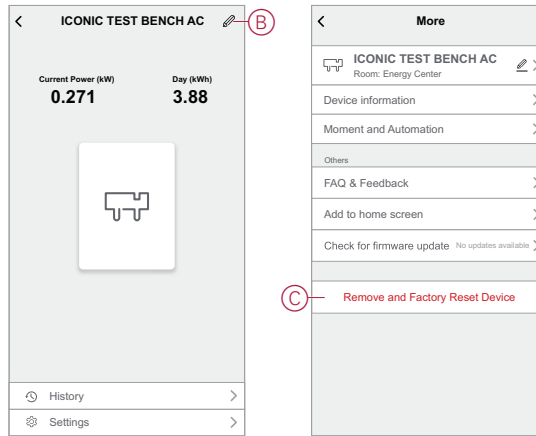 ICONIC TEST BENCH AC
B
Current Power (kW)
Day (kWh)
0.271
3.88
History
Settings
More
ICONIC TEST BENCH AC
Room: Energy Center
Device information
Moment and Automation
Others
FAQ & Feedback
Add to home screen
Check for firmware update No updates available
C
Remove and Factory Reset Device